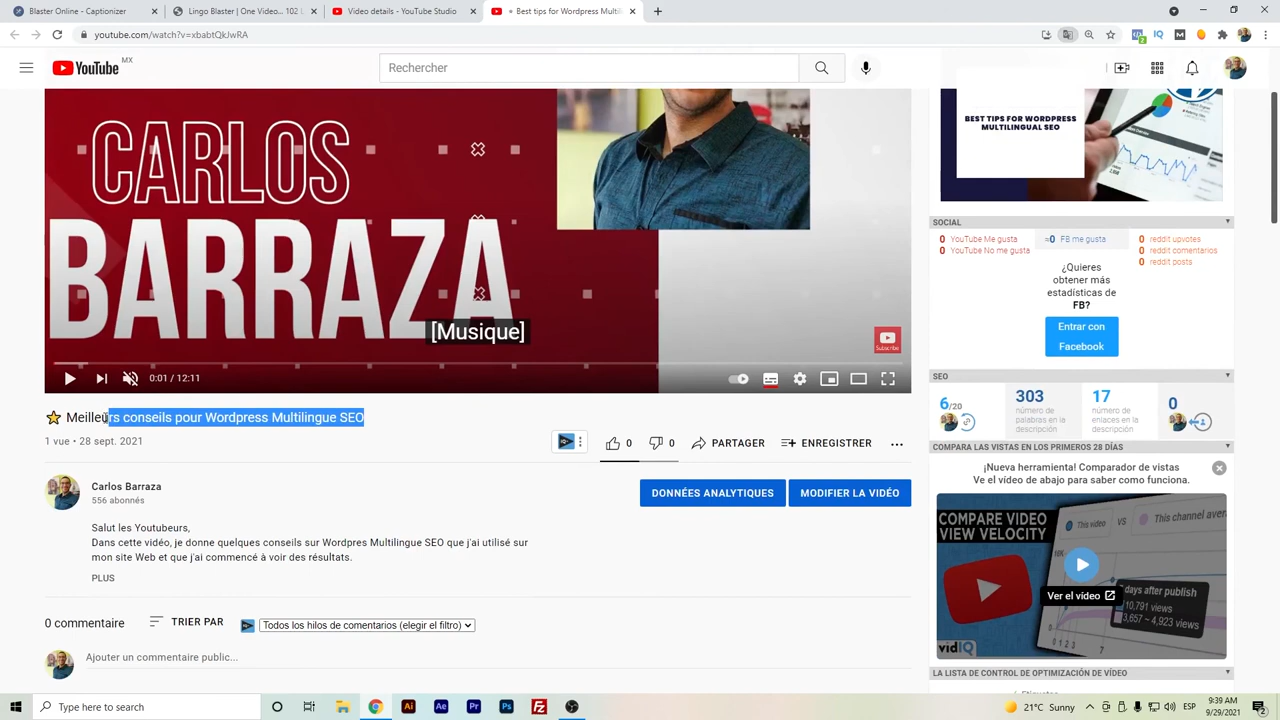 Blaster Online - Captionizer
Lingo Blaster | One Video... 102 L
Video details - YouTube Studio
* Best tips for Wordpress Multili
youtube.com/watch?v=xbabtQkJwRA
2
YouTube MX
Rechercher
CARLOS
BARRAZA
[Musique]
Subscribe
0:01 / 12:11
⭐ Meilleurs conseils pour Wordpress Multilingue SEO
1 vue • 28 sept. 2021
0
0
PARTAGER
ENREGISTRER
Carlos Barraza
556 abonnés
DONNÉES ANALYTIQUES
MODIFIER LA VIDÉO
Salut les Youtubeurs,
Dans cette vidéo, je donne quelques conseils sur Wordpres Multilingue SEO que j'ai utilisé sur
mon site Web et que j'ai commencé à voir des résultats.
PLUS
0 commentaire
TRIER PAR
Todos los hilos de comentarios (elegir el filtro)
Ajouter un commentaire public...
BEST TIPS FOR WORDPRESS
MULTILINGUAL SEO
SOCIAL
0 YouTube Me gusta
0 YouTube No me gusta
≈0 FB me gusta
¿Quieres
obtener más
estadísticas de
FB?
Entrar con
Facebook
0 reddit upvotes
0 reddit comentarios
0 reddit posts
SEO
6/20
303
número de
palabras en la
descripción
17
número de
enlaces en la
descripción
0
COMPARA LAS VISTAS EN LOS PRIMEROS 28 DÍAS
¡Nueva herramienta! Comparador de vistas
Ve el vídeo de abajo para saber como funciona.
COMPARE VIDEO
VIEW VELOCITY
This video
VS
This channel aver
Ver el vídeo
days after publish
10,791 views
3,657 ~ 4,923 views
vidIQ
LA LISTA DE CONTROL DE OPTIMIZACIÓN DE VÍDEO
Etiquetas
Type here to search
21°C Sunny
ESP
9:39 AM
9/29/2021
2